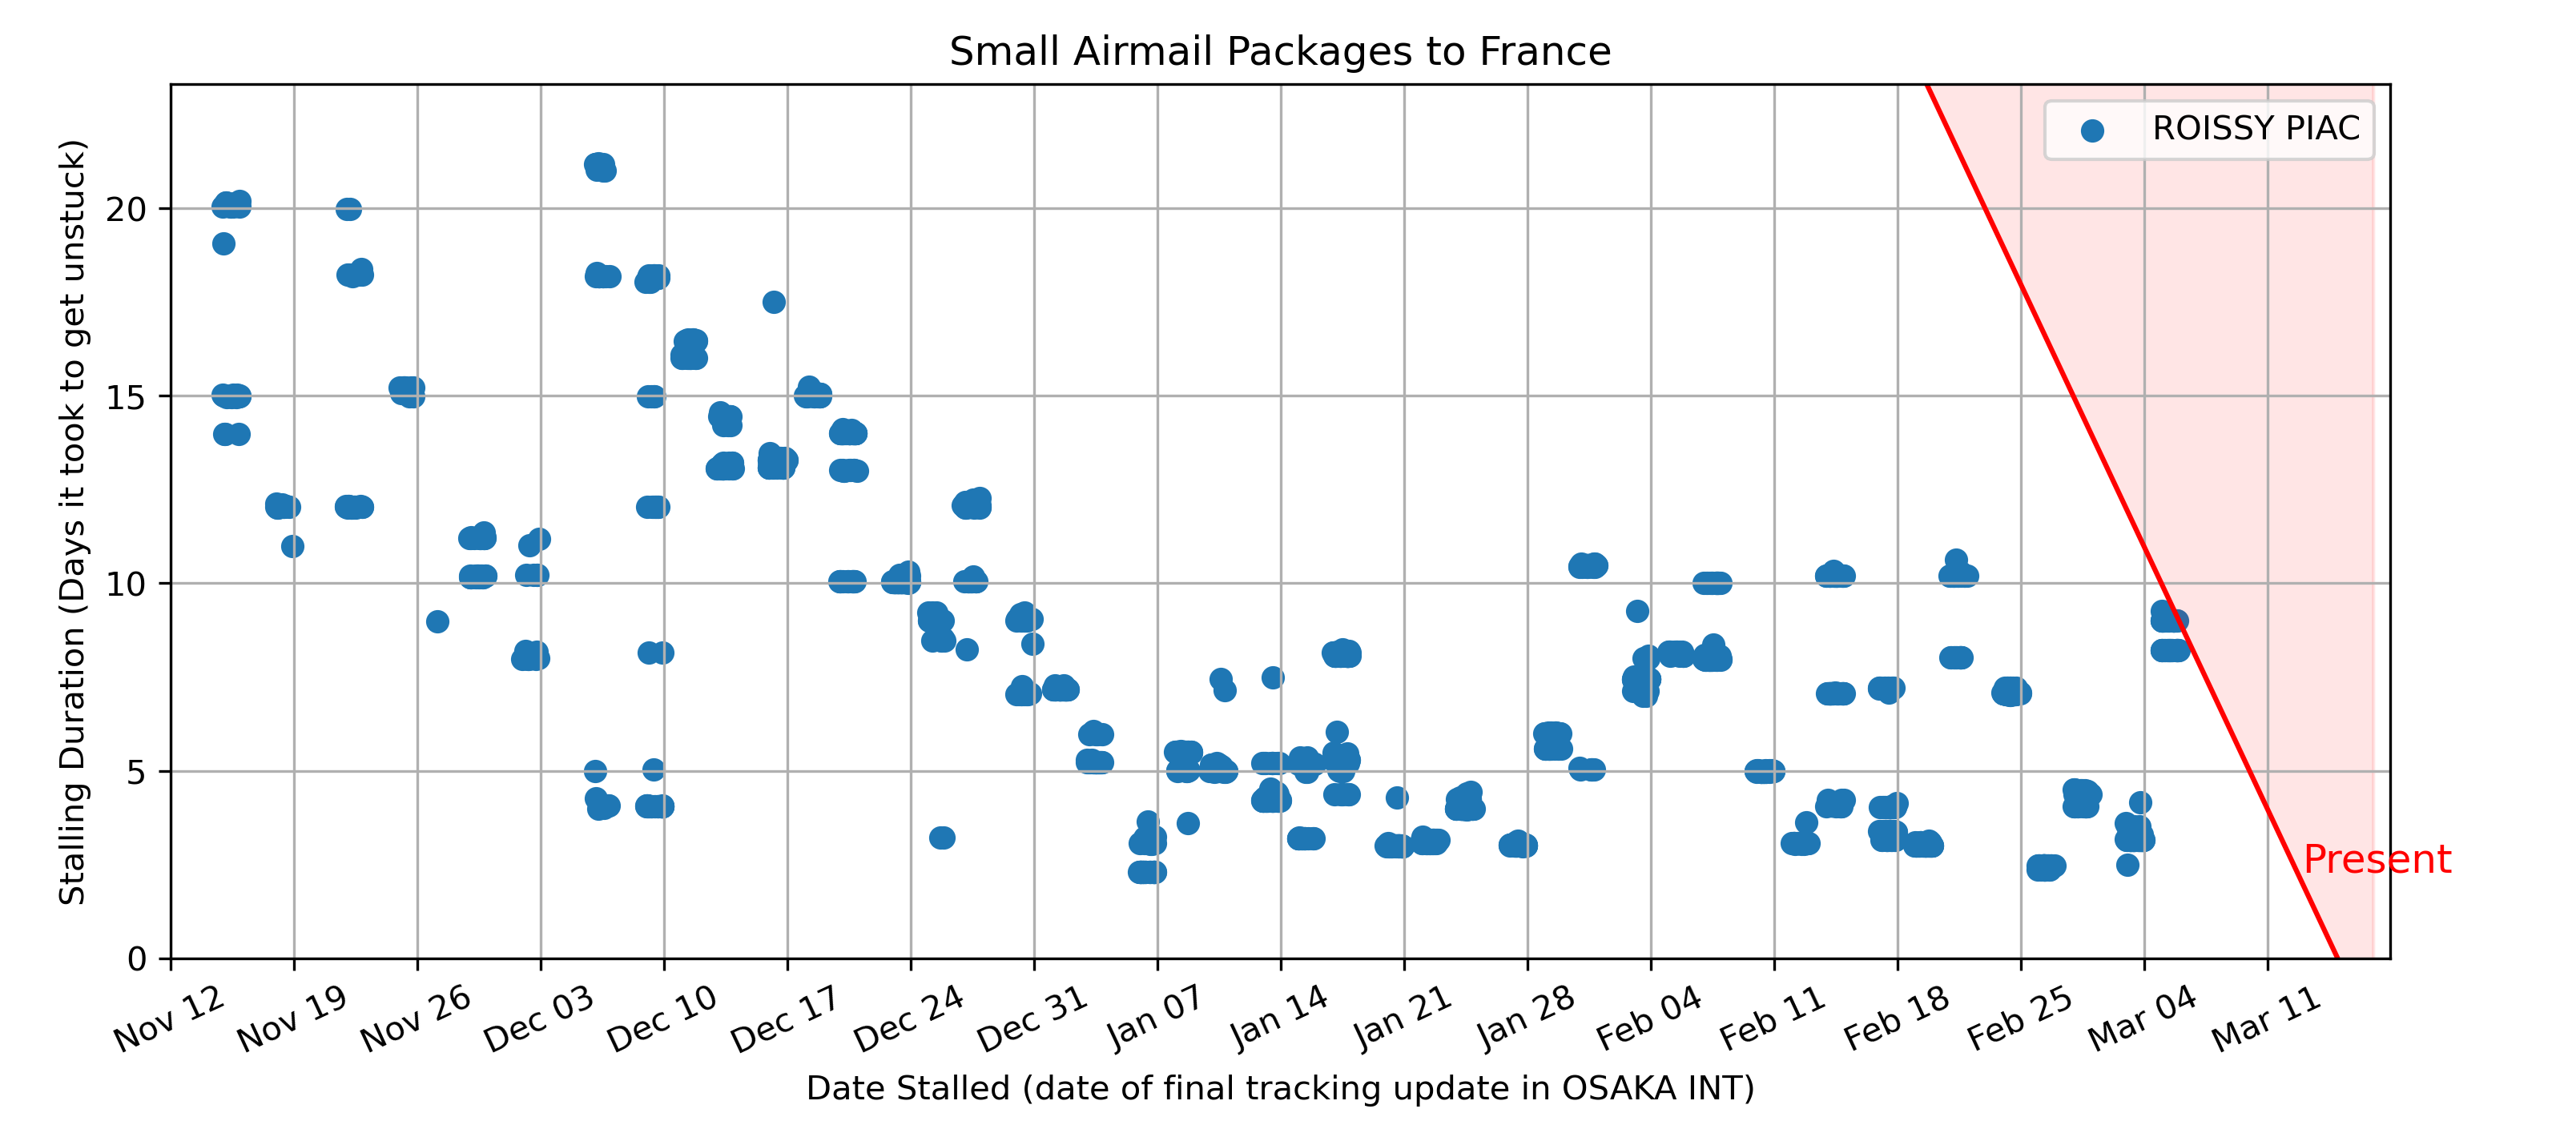 Small Airmail Packages to France
ROISSY PIAC
Stalling Duration (Days it took to get unstuck)
20
15
10
5
0
Present
Nov 12
Nov 19
Nov 26
Dec 03
Dec 10
Dec 17
Dec 24
Dec 31
Jan 07
Jan 14
Jan 21
Jan 28
Feb 04
Feb 11
Feb 18
Feb 25
Mar 04
Mar 11
Date Stalled (date of final tracking update in OSAKA INT)